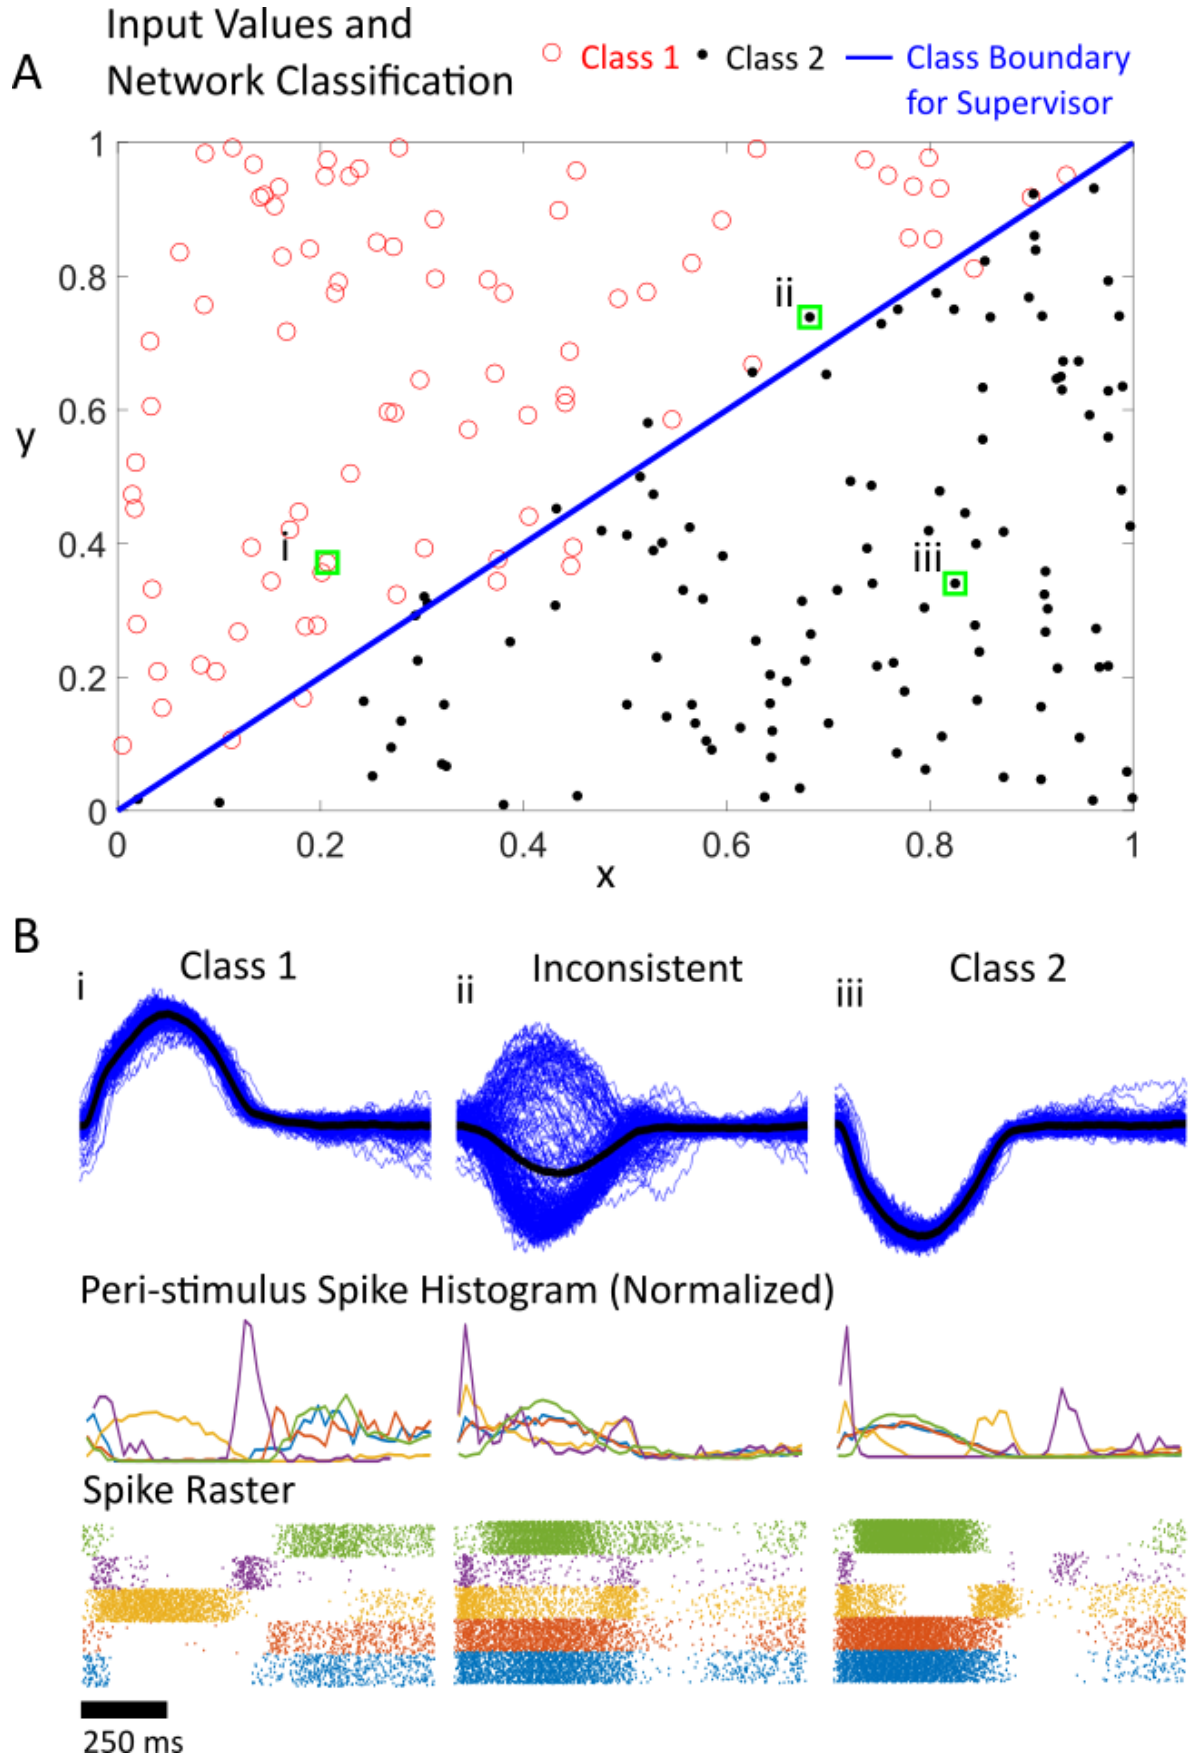 Input Values and
A
Network Classification
Class 1
Class 2
Class Boundary
for Supervisor
1
0.8
ii
0.6
y
0.4
i
iii
0.2
0
0
0.2
0.4
0.6
0.8
1
x
B
i
Class 1
ii
Inconsistent
iii
Class 2
Peri-stimulus Spike Histogram (Normalized)
Spike Raster
250 ms